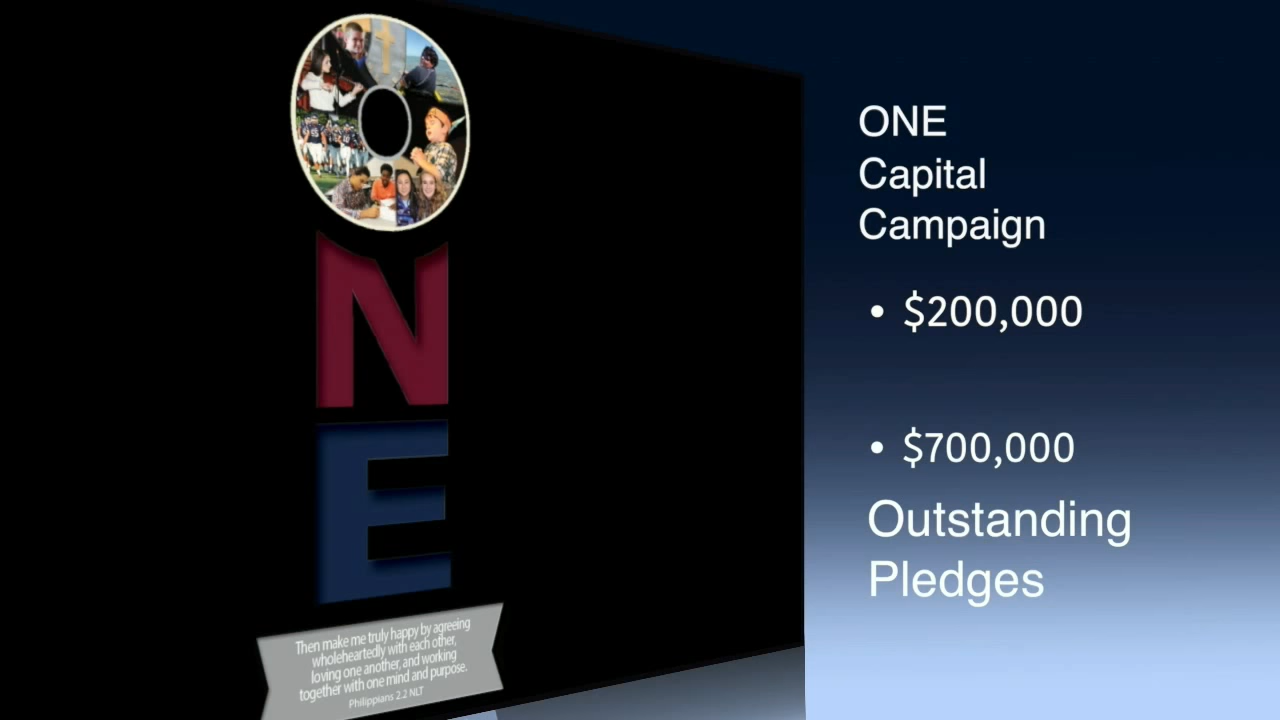 ONE
Then make me truly happy by agreeing
wholeheartedly with each other,
loving one another, and working
together with one mind and purpose.
Philippians 2.2 NLT
ONE
Capital
Campaign
• $200,000
• $700,000
Outstanding
Pledges